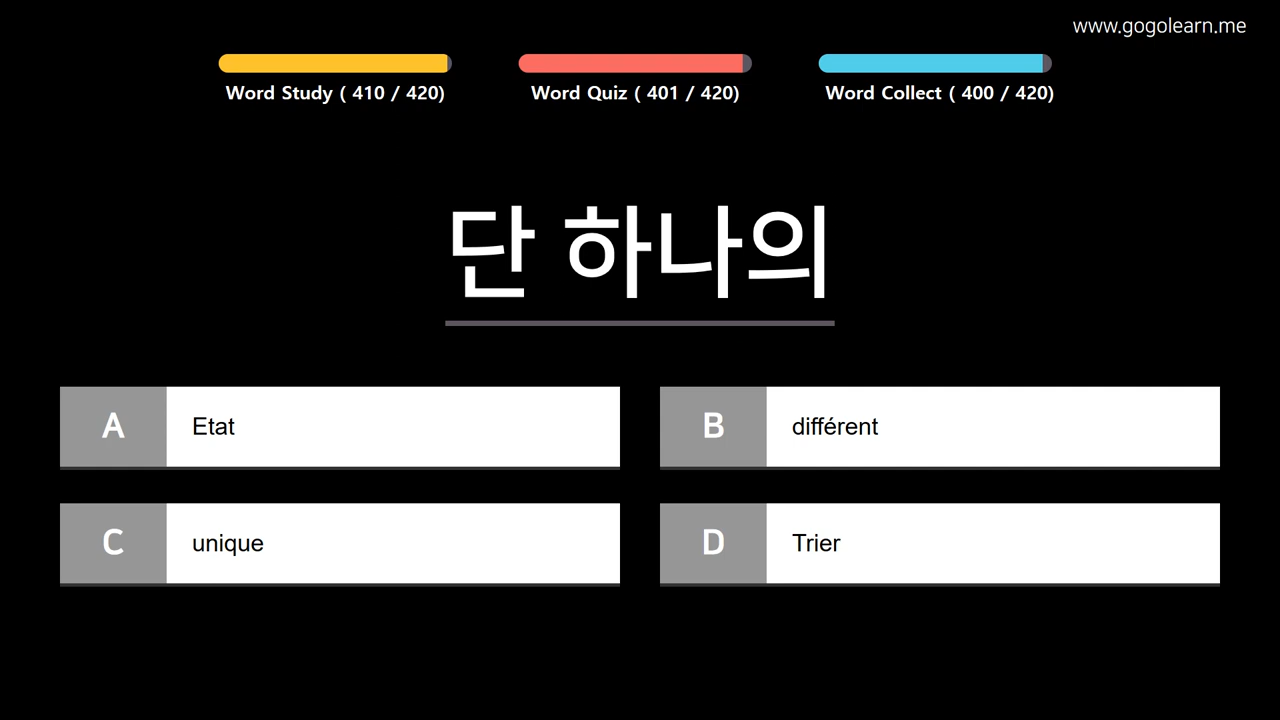 www.gogolearn.me
Word Study ( 410 / 420)
Word Quiz ( 401 / 420)
Word Collect ( 400 / 420)
단 하나의
A
Etat
B
différent
C
unique
D
Trier